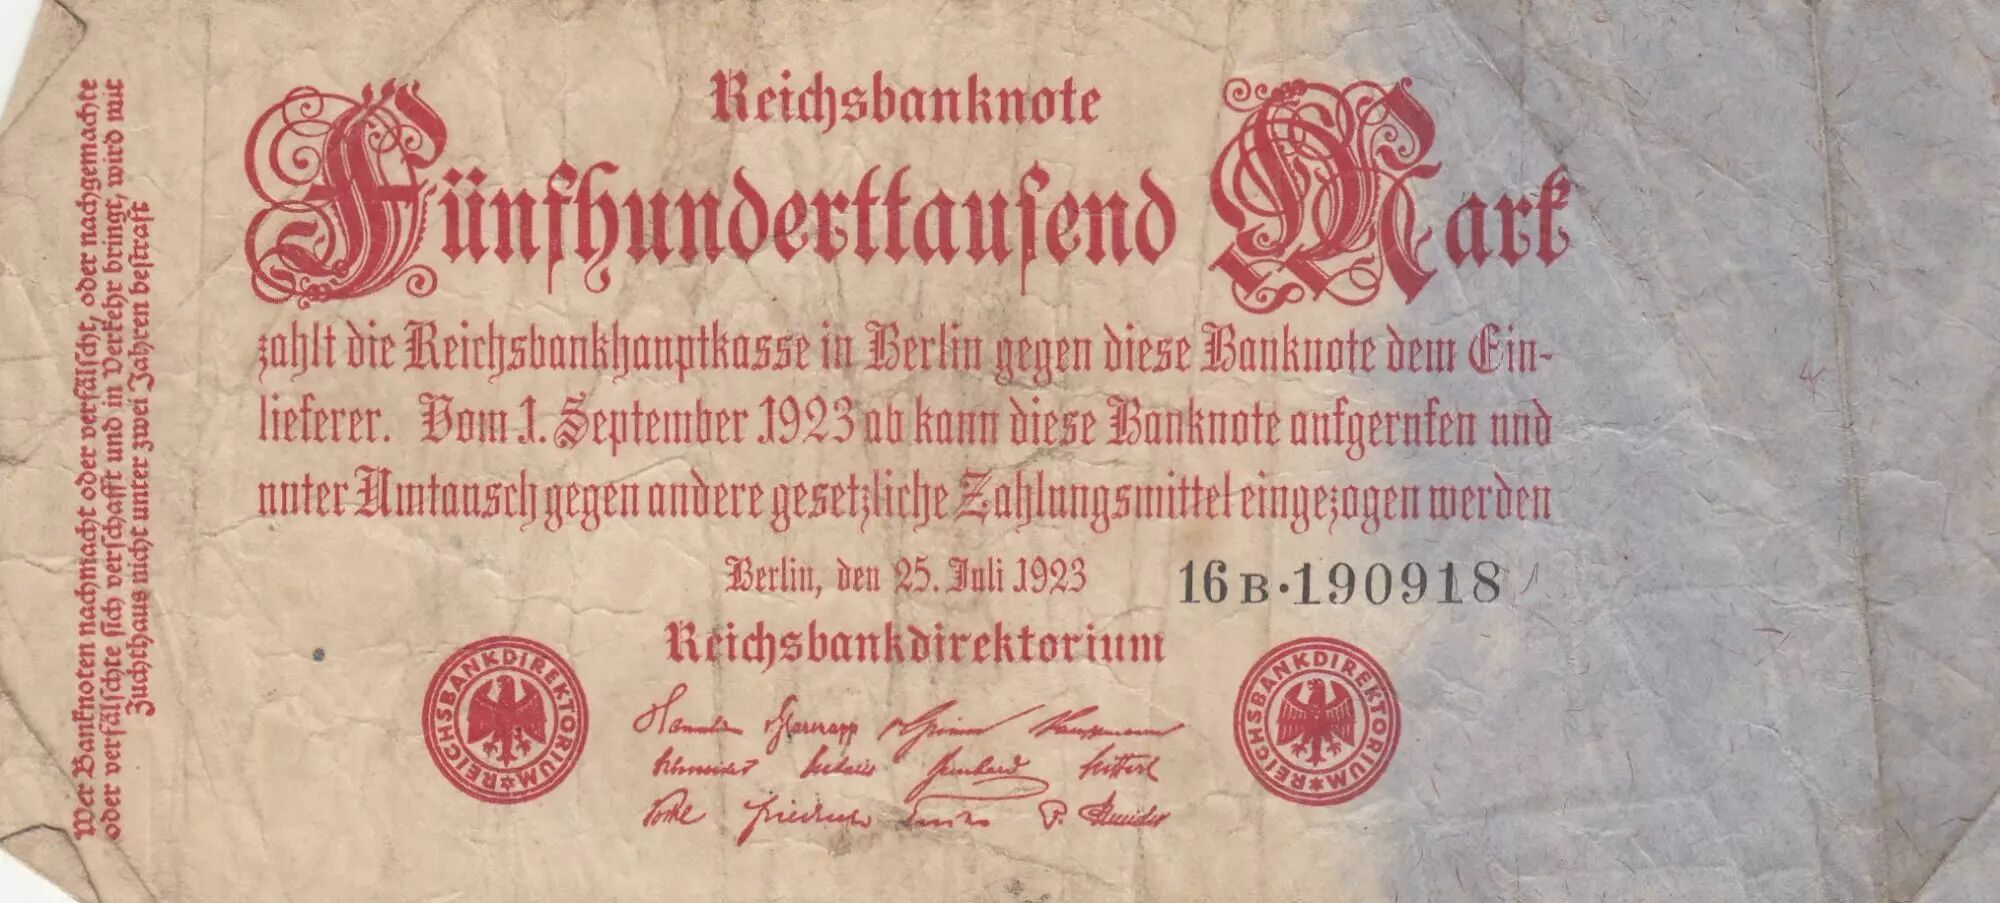 Reichsbanknote
Fünfhunderttausend Mark
zahlt die Reichsbankhauptkasse in Berlin gegen diese Banknote dem Ein-
lieferer. Vom 1. September 1923 ab kann diese Banknote aufgerufen und
unter Umtausch gegen andere gesetzliche Zahlungsmittel eingezogen werden
Berlin, den 25. Juli 1923
16B·190918
Reichsbankdirektorium
REICHSBANKDIREKTORIUM
REICHSBANKDIREKTORIUM
Wer Banknoten nachmacht oder verfälscht, oder nachgemachte
oder verfälschte sich verschafft und in Verkehr bringt, wird mit
Zuchthaus nicht unter zwei Jahren bestraft